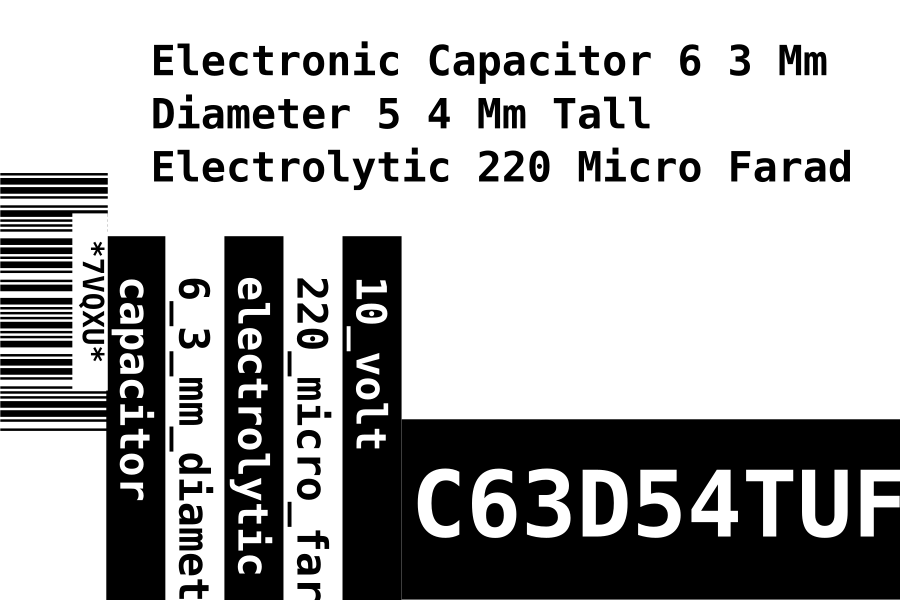 Electronic Capacitor 6 3 Mm
Diameter 5 4 Mm Tall
Electrolytic 220 Micro Farad
*7VQXU*
capacitor
6_3_mm_diamet
electrolytic
220_micro_far
10_volt
C63D54TUF